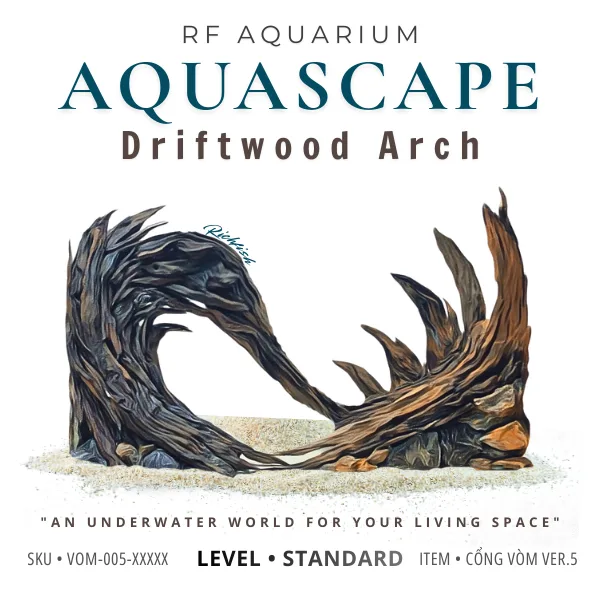 RF AQUARIUM
AQUASCAPE
Driftwood Arch
Richfish
"AN UNDERWATER WORLD FOR YOUR LIVING SPACE"
SKU • VOM-005-XXXXX LEVEL • STANDARD ITEM • CỔNG VÒM VER.5